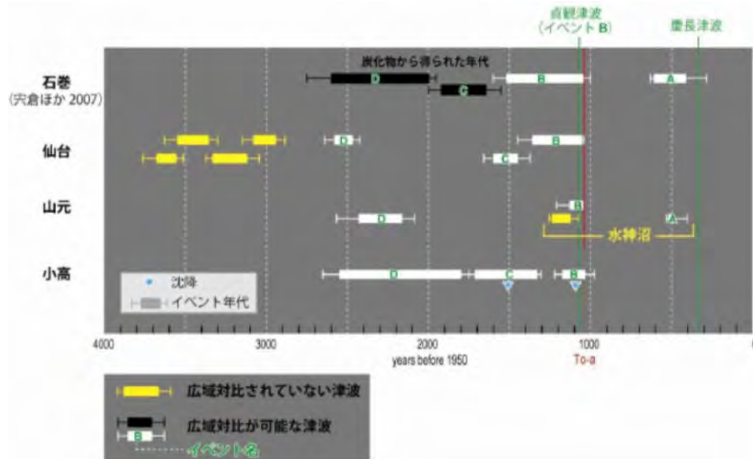 貞観津波
(イベント B)
慶長津波
石巻
(宍倉ほか 2007)
炭化物から得られた年代
D
C
B
A
仙台
D
C
B
山元
D
B
A
水神沼
小高
D
C
B
沈降
イベント年代
4000
3000
2000
1000
0
years before 1950
To-a
広域対比されていない津波
広域対比が可能な津波
B
イベント名